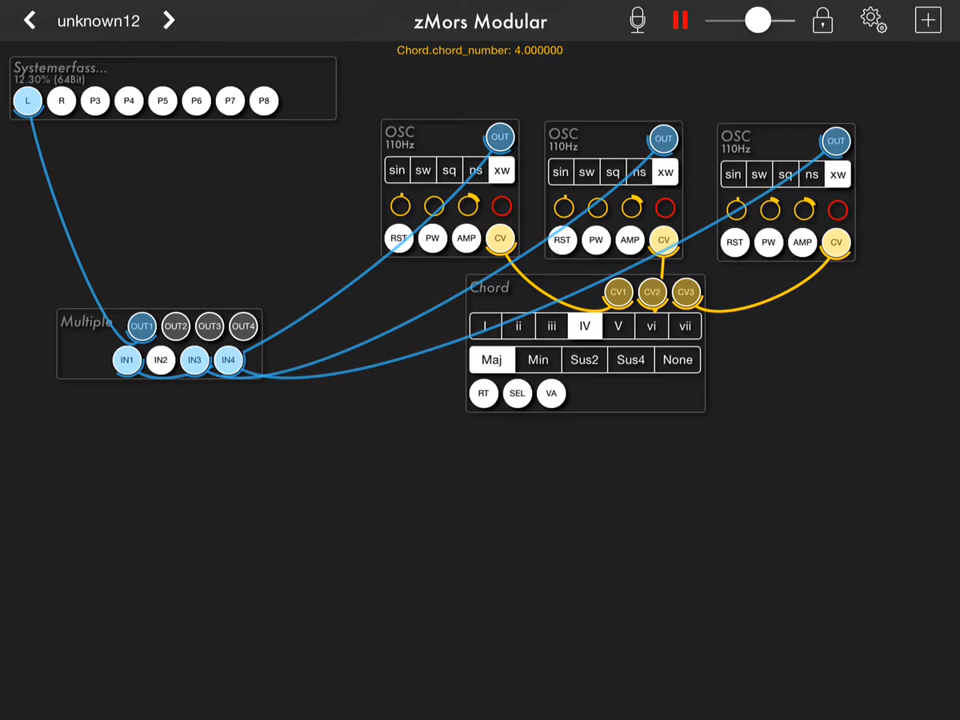 unknown12
zMors Modular
Chord.chord_number: 4.000000
Systemerfass...
12.30% (64Bit)
L R P3 P4 P5 P6 P7 P8
OSC
110Hz
OUT
sin sw sq ns xw
RST PW AMP CV
OSC
110Hz
OUT
sin sw sq ns xw
RST PW AMP CV
OSC
110Hz
OUT
sin sw sq ns xw
RST PW AMP CV
Multiple OUT1 OUT2 OUT3 OUT4
IN1 IN2 IN3 IN4
Chord CV1 CV2 CV3
I ii iii IV V vi vii
Maj Min Sus2 Sus4 None
RT SEL VA